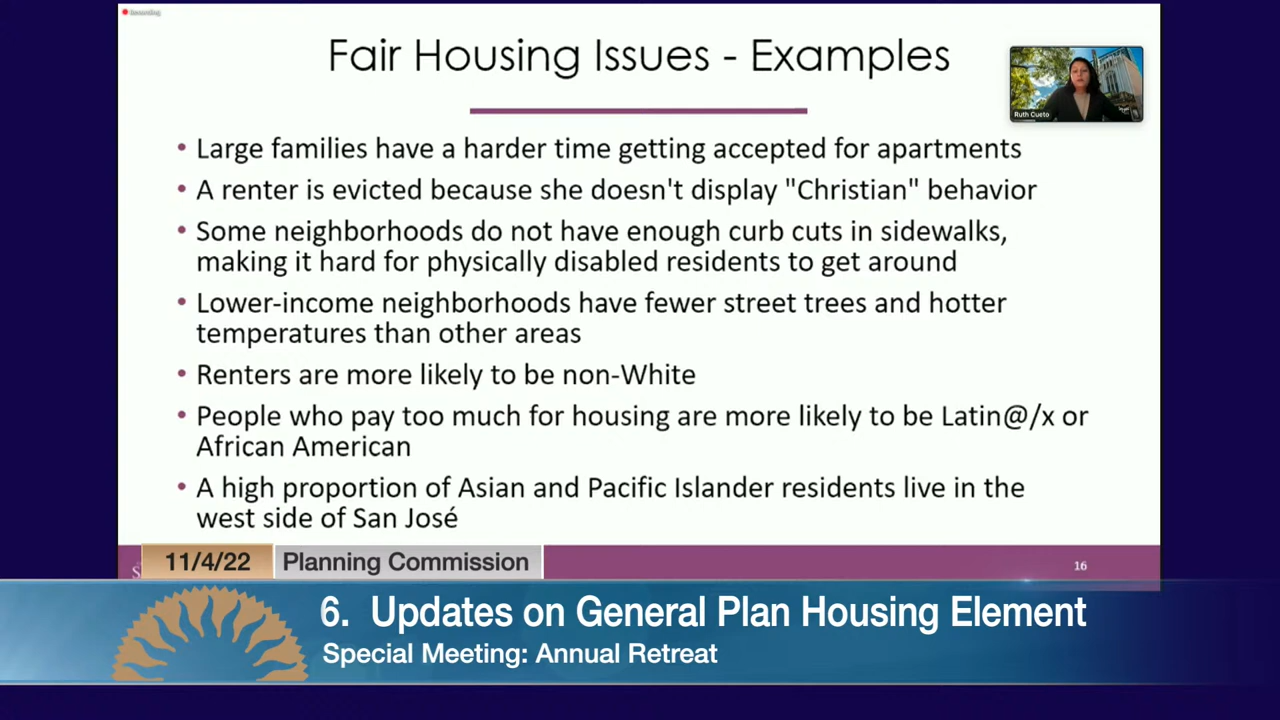 Recording
Fair Housing Issues - Examples
Ruth Cueto
• Large families have a harder time getting accepted for apartments
• A renter is evicted because she doesn't display "Christian" behavior
• Some neighborhoods do not have enough curb cuts in sidewalks,
making it hard for physically disabled residents to get around
• Lower-income neighborhoods have fewer street trees and hotter
temperatures than other areas
• Renters are more likely to be non-White
• People who pay too much for housing are more likely to be Latin@/x or
African American
• A high proportion of Asian and Pacific Islander residents live in the
west side of San José
11/4/22 Planning Commission
16
6. Updates on General Plan Housing Element
Special Meeting: Annual Retreat